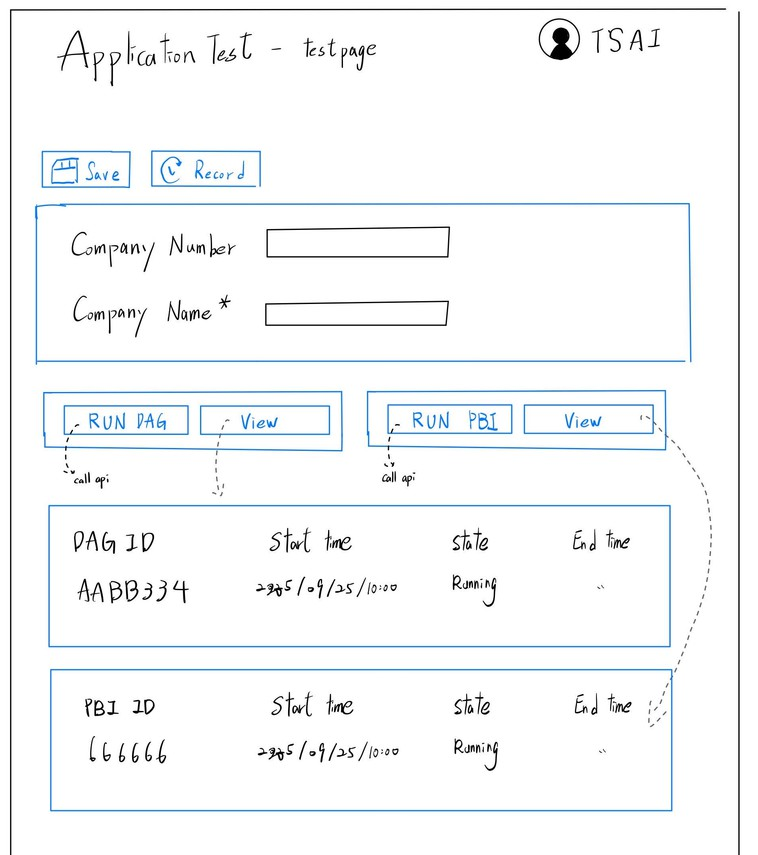 Application Test - testpage
TSAI
Save
Record
Company Number
Company Name *
RUN DAG
View
RUN PBI
View
call api
call api
DAG ID Start time state End time
AABB334 2025/09/25/10:00 Running "
PBI ID Start time state End time
666666 2025/09/25/10:00 Running "